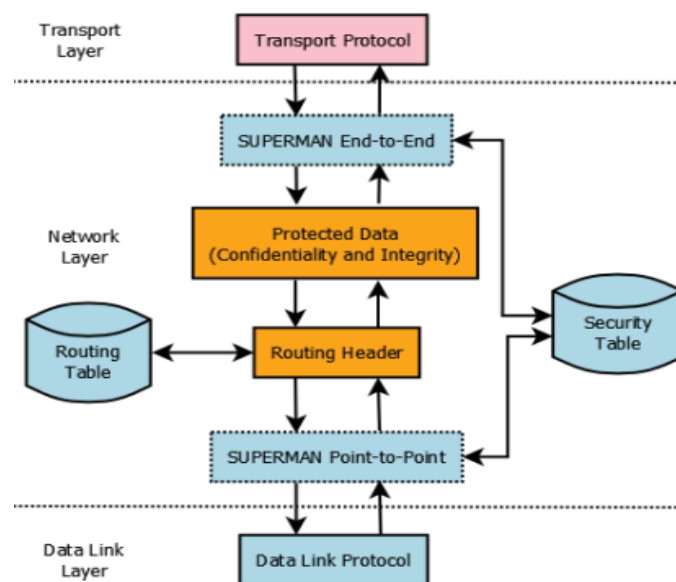 Transport
Layer
Transport Protocol
SUPERMAN End-to-End
Network
Layer
Protected Data
(Confidentiality and Integrity)
Routing
Table
Routing Header
Security
Table
SUPERMAN Point-to-Point
Data Link
Layer
Data Link Protocol